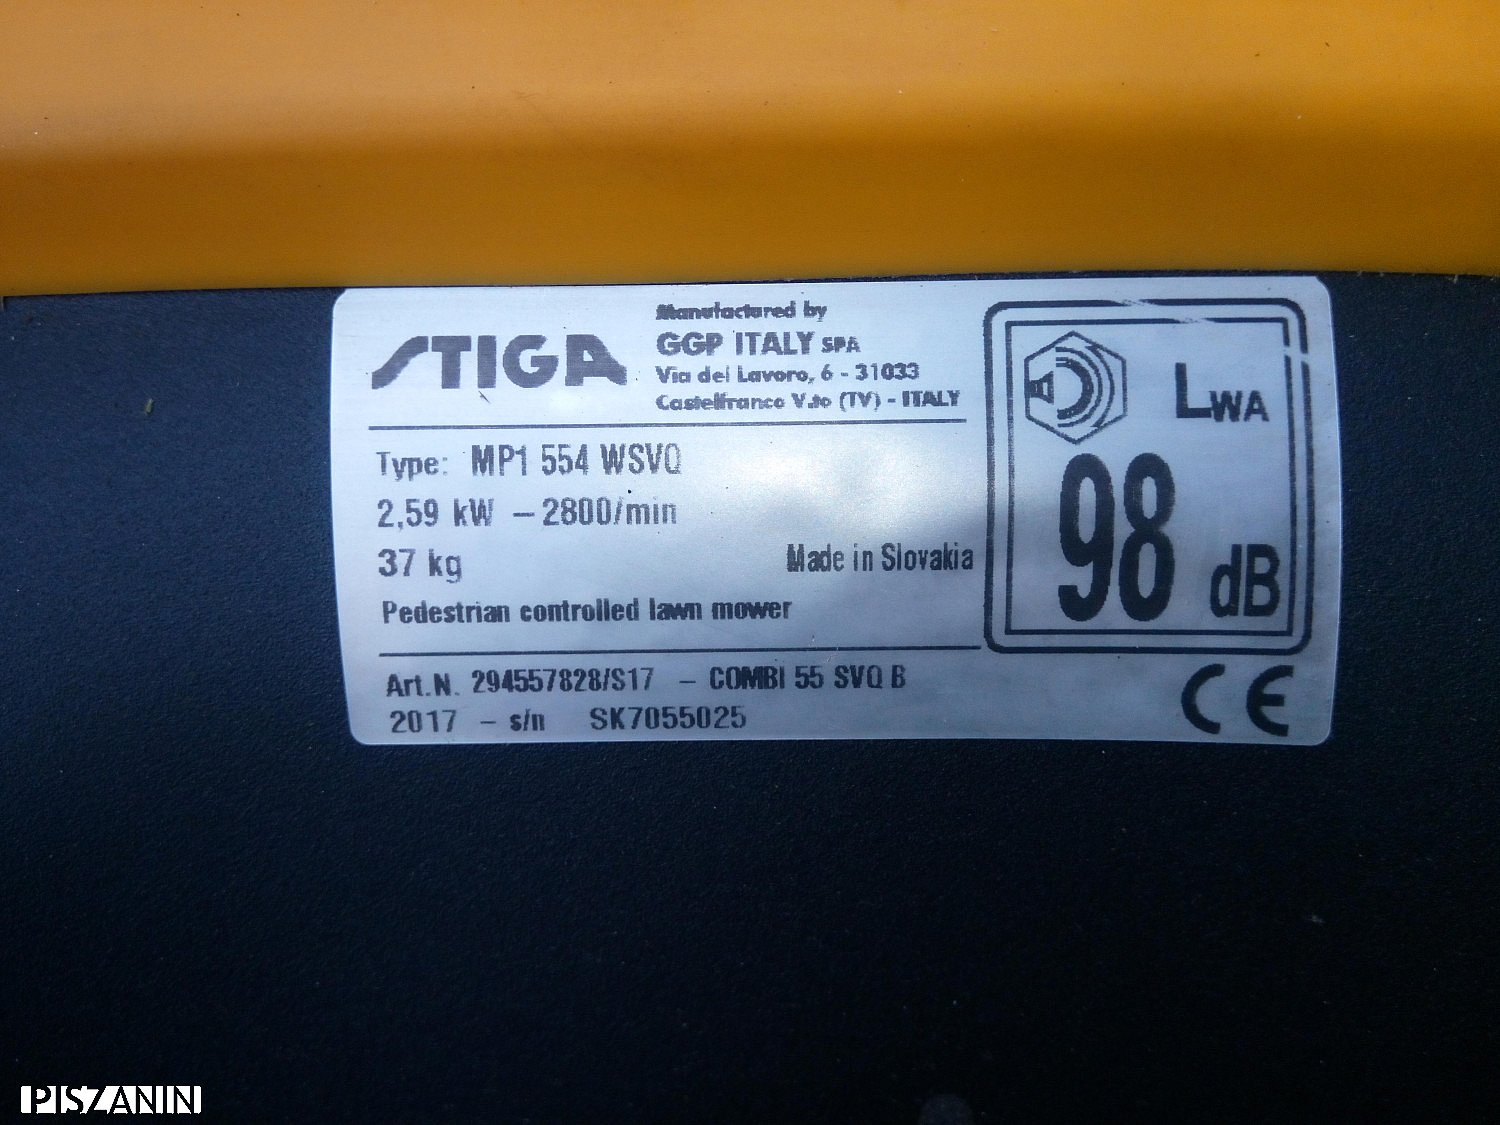 STIGA
Manufactured by
GGP ITALY SPA
Via del Lavoro, 6 - 31033
Castelfranco V.to (TV) - ITALY
Type: MP1 554 WSVQ
2,59 kW - 2800/min
37 kg
Made in Slovakia
Pedestrian controlled lawn mower
Art.N. 294557828/S17 - COMBI 55 SVQ B
2017 - s/n SK7055025
LWA
98 dB
CE
PISZANIN